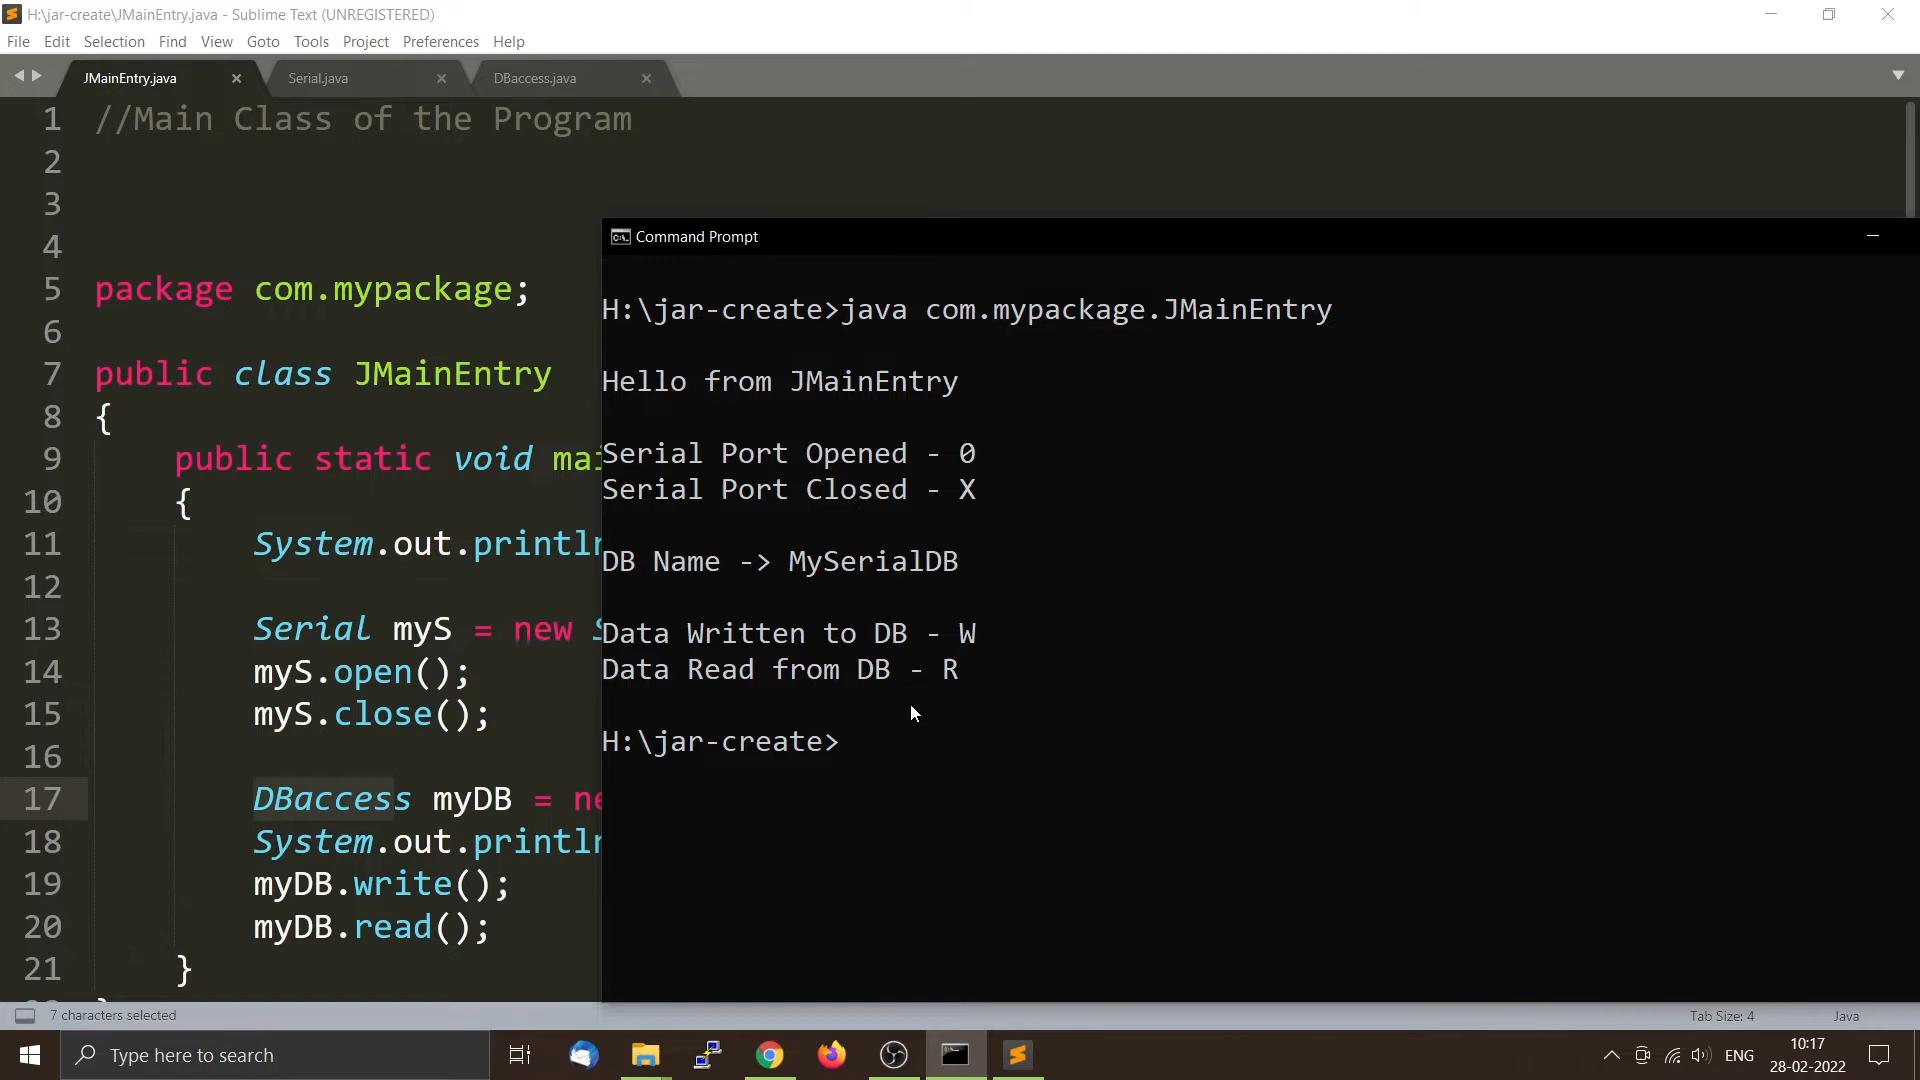 H:\jar-create\JMainEntry.java - Sublime Text (UNREGISTERED)
File Edit Selection Find View Goto Tools Project Preferences Help
JMainEntry.java Serial.java DBaccess.java
1 //Main Class of the Program
2
3
4
5 package com.mypackage;
6
7 public class JMainEntry
8 {
9 public static void mai
10 {
11 System.out.println
12
13 Serial myS = new S
14 myS.open();
15 myS.close();
16
17 DBaccess myDB = ne
18 System.out.println
19 myDB.write();
20 myDB.read();
21 }
Command Prompt
H:\jar-create>java com.mypackage.JMainEntry
Hello from JMainEntry
Serial Port Opened - 0
Serial Port Closed - X
DB Name -> MySerialDB
Data Written to DB - W
Data Read from DB - R
H:\jar-create>
7 characters selected Tab Size: 4 Java
Type here to search ENG 10:17
28-02-2022